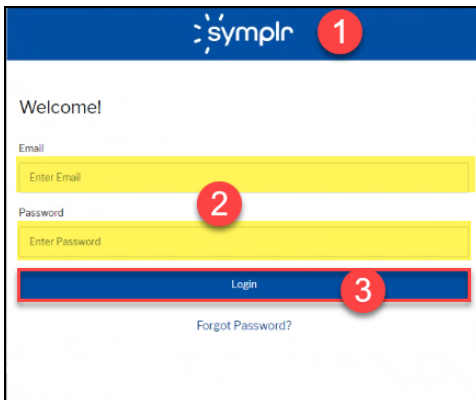 symplr 1
Welcome!
Email
Enter Email
2
Password
Enter Password
Login
3
Forgot Password?